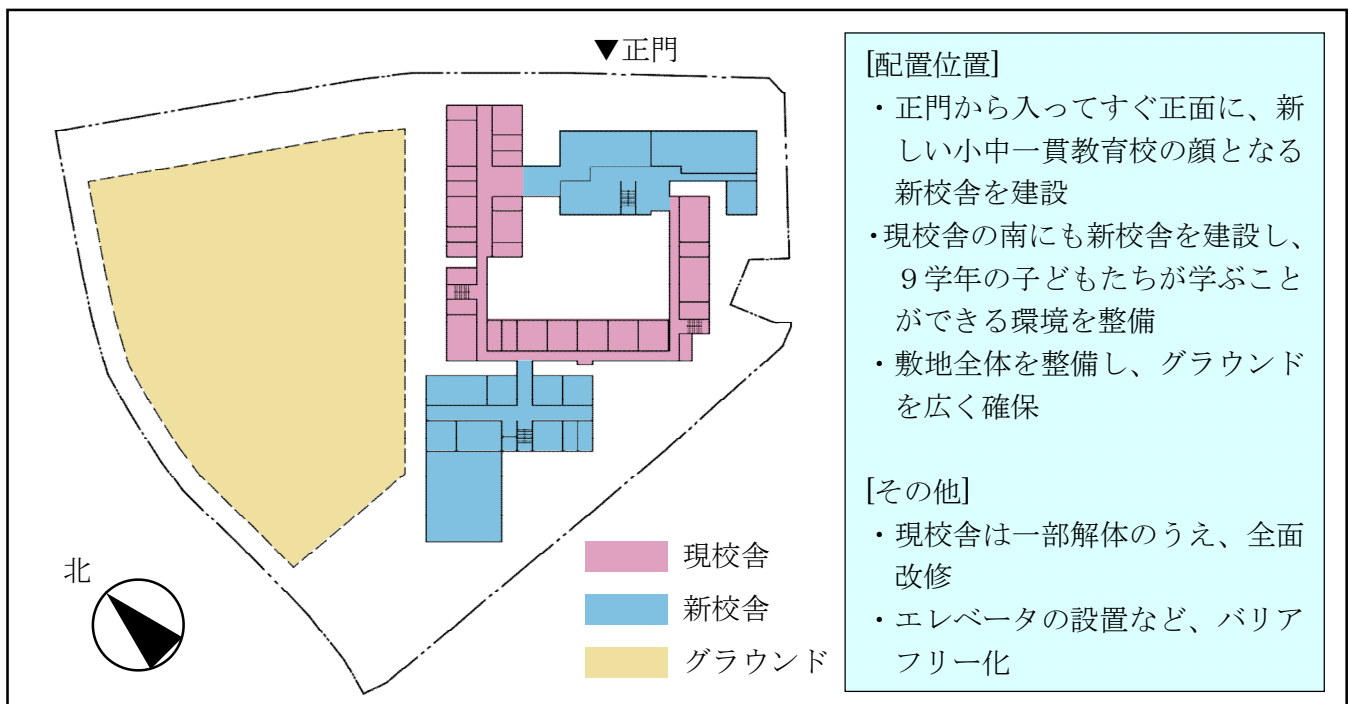 ▼正門
北
現校舎
新校舎
グラウンド
[配置位置]
・正門から入ってすぐ正面に、新
しい小中一貫教育校の顔となる
新校舎を建設
・現校舎の南にも新校舎を建設し、
９学年の子どもたちが学ぶこと
ができる環境を整備
・敷地全体を整備し、グラウンド
を広く確保
[その他]
・現校舎は一部解体のうえ、全面
改修
・エレベータの設置など、バリア
フリー化